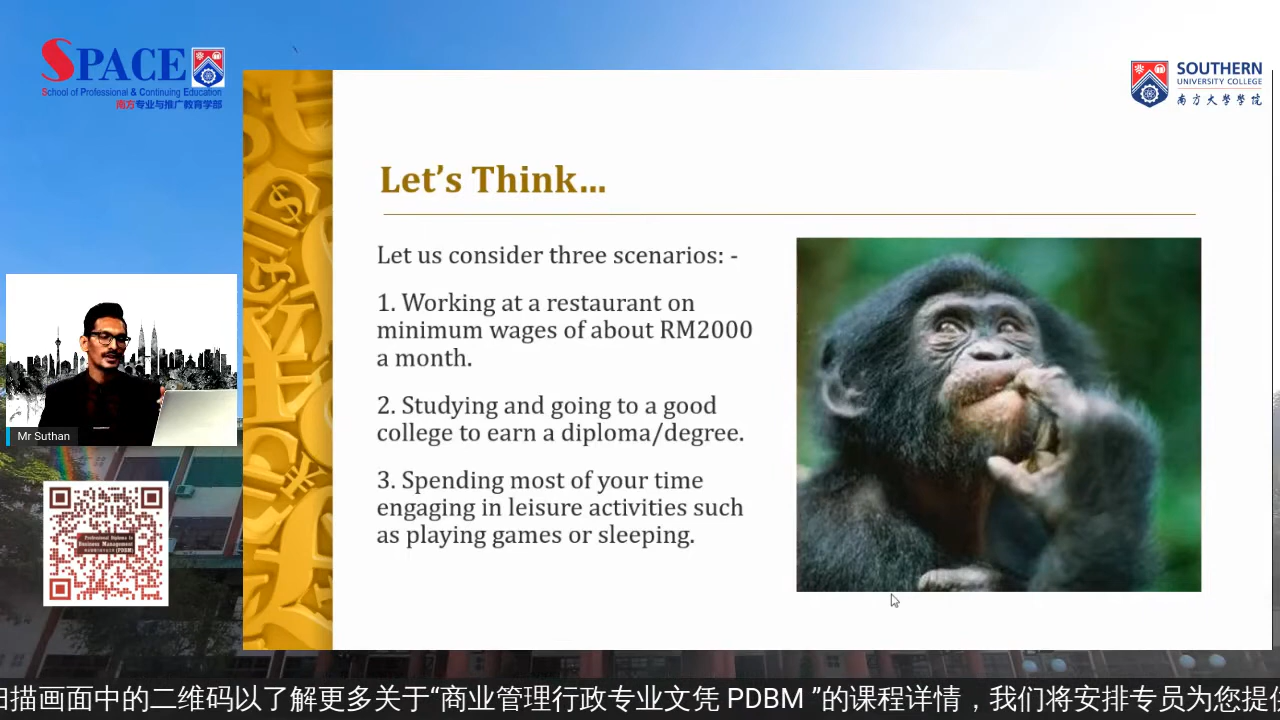 SPACE
School of Professional & Continuing Education
南方专业与推广教育学部
SOUTHERN
UNIVERSITY COLLEGE
南方大學學院
Let's Think...
Let us consider three scenarios: -
1. Working at a restaurant on
minimum wages of about RM2000
a month.
2. Studying and going to a good
college to earn a diploma/degree.
3. Spending most of your time
engaging in leisure activities such
as playing games or sleeping.
Mr Suthan
Professional Diploma in
Business Management
(PDBM)
描画面中的二维码以了解更多关于“商业管理行政专业文凭 PDBM ”的课程详情，我们将安排专员为您提